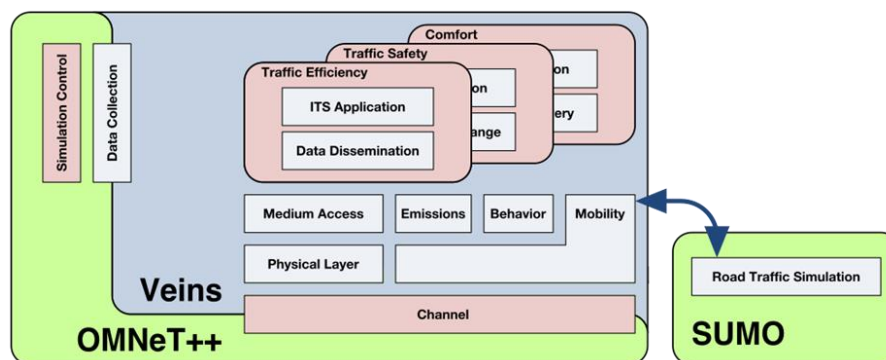 Comfort
Traffic Safety
Traffic Efficiency
Simulation Control
Data Collection
ITS Application
on
on
Data Dissemination
ange
ery
Medium Access
Emissions
Behavior
Mobility
Physical Layer
Road Traffic Simulation
Veins
Channel
OMNeT++
SUMO